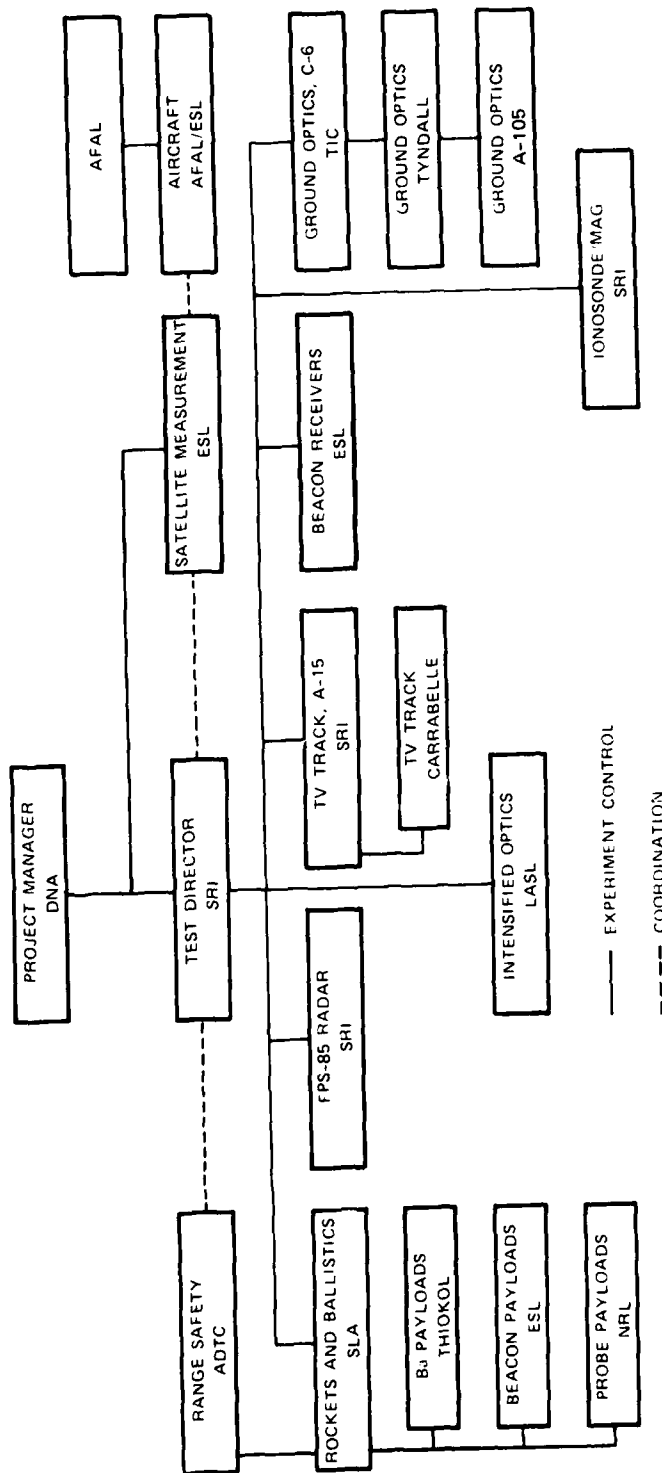 PROJECT MANAGER
DNA
AFAL
RANGE SAFETY
ADTC
TEST DIRECTOR
SRI
SATELLITE MEASUREMENT
ESL
AIRCRAFT
AFAL/ESL
ROCKETS AND BALLISTICS
SLA
FPS-85 RADAR
SRI
TV TRACK, A-15
SRI
BEACON RECEIVERS
ESL
GROUND OPTICS, C-6
TIC
Ba PAYLOADS
THIOKOL
TV TRACK
CARRABELLE
GROUND OPTICS
TYNDALL
BEACON PAYLOADS
ESL
GROUND OPTICS
A-105
PROBE PAYLOADS
NRL
INTENSIFIED OPTICS
LASL
IONOSONDE MAG
SRI
EXPERIMENT CONTROL
COORDINATION